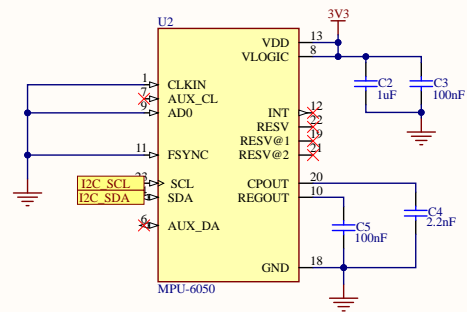 U2
3V3
VDD 13
VLOGIC 8
1 CLKIN
7 AUX_CL
9 AD0
C2
1uF
C3
100nF
INT 12
RESV 22
RESV@1 19
RESV@2 21
11 FSYNC
I2C_SCL 23 SCL
I2C_SDA SDA
CPOUT 20
REGOUT 10
6 AUX_DA
C5
100nF
C4
2.2nF
GND 18
MPU-6050